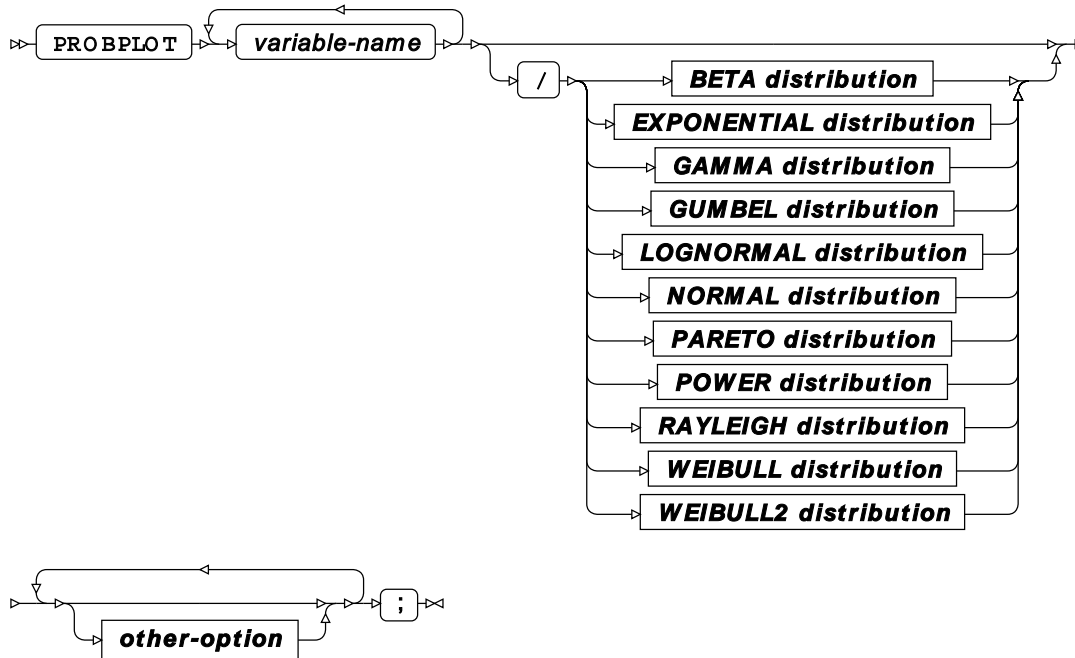 PROBPLOT variable-name
/ BETA distribution
EXPONENTIAL distribution
GAMMA distribution
GUMBEL distribution
LOGNORMAL distribution
NORMAL distribution
PARETO distribution
POWER distribution
RAYLEIGH distribution
WEIBULL distribution
WEIBULL2 distribution
;
other-option